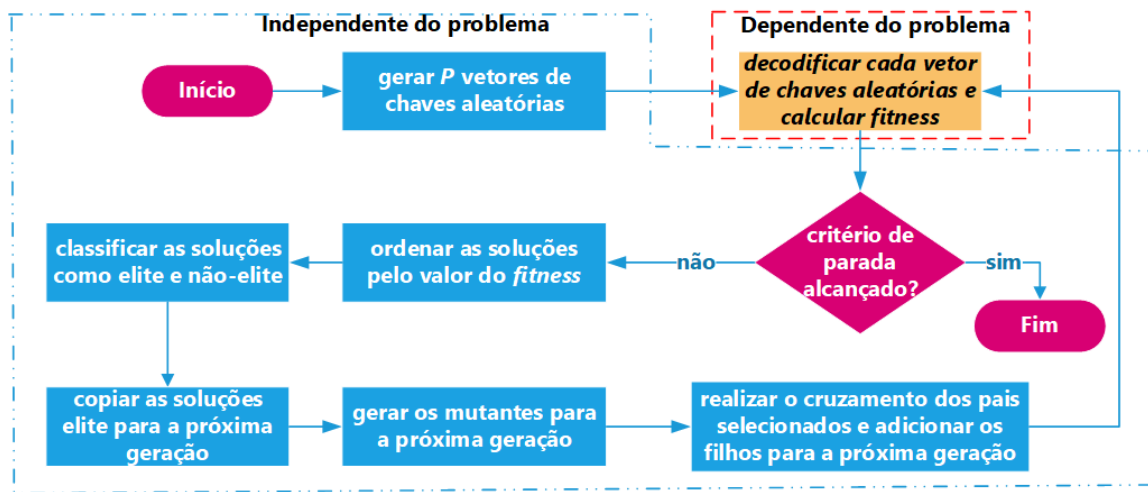 Independente do problema
Dependente do problema
Início
gerar P vetores de
chaves aleatórias
decodificar cada vetor
de chaves aleatórias e
calcular fitness
critério de
parada
alcançado?
não
sim
Fim
ordenar as soluções
pelo valor do fitness
classificar as soluções
como elite e não-elite
copiar as soluções
elite para a próxima
geração
gerar os mutantes para
a próxima geração
realizar o cruzamento dos pais
selecionados e adicionar os
filhos para a próxima geração